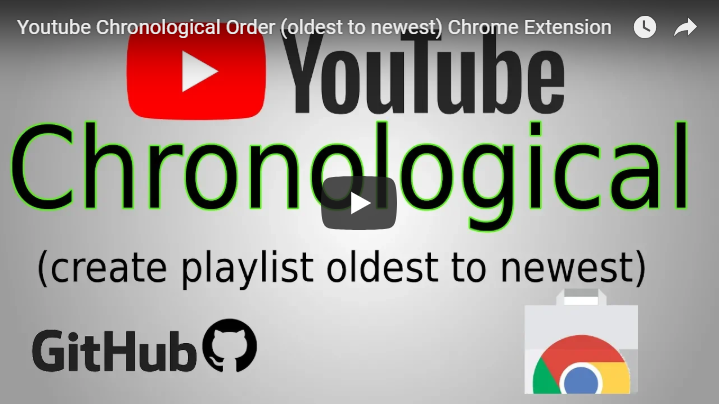 Youtube Chronological Order (oldest to newest) Chrome Extension
YouTube
Chronological
(create playlist oldest to newest)
GitHub